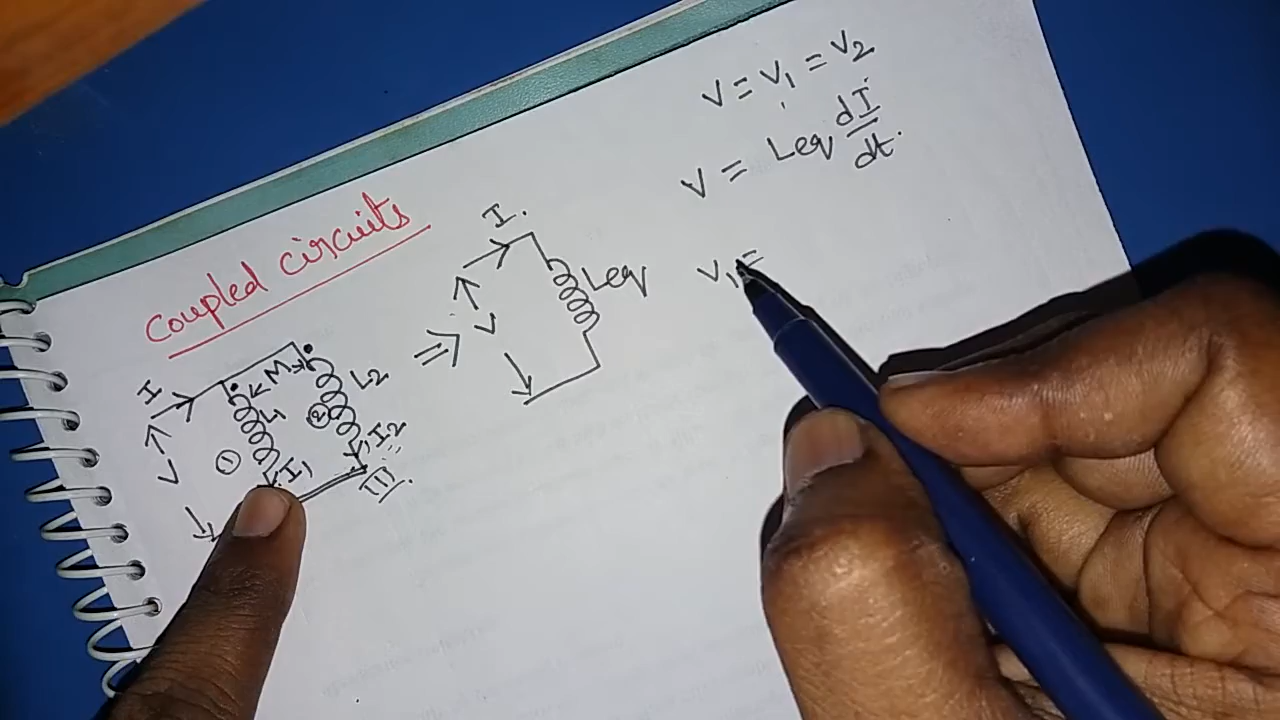 V = V₁ = V₂
V = Leq dI/dt.
V₁ =
coupled circuits
I.
V
Leq
⇒
I
V
M
L₁
L₂
①
②
I₁
I₂